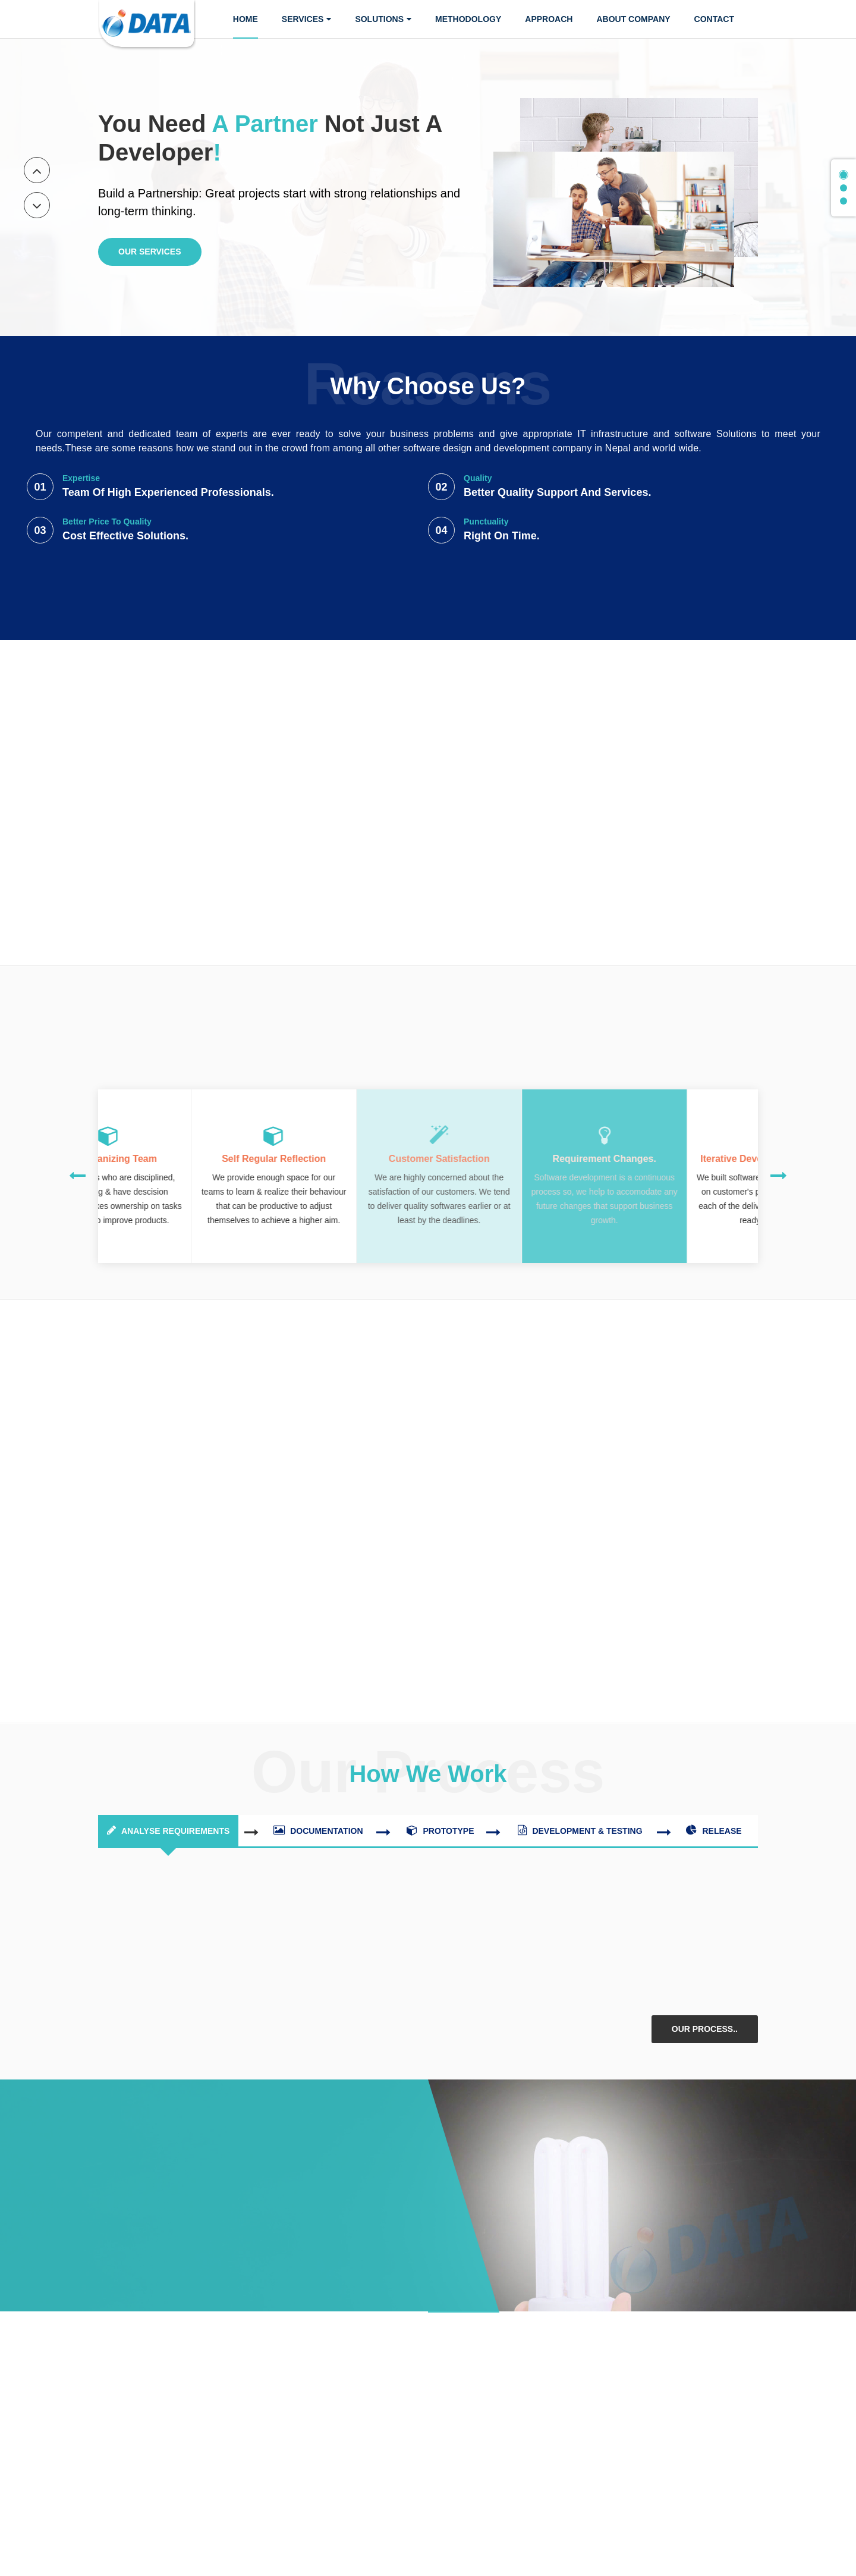 DATA
HOME
SERVICES
SOLUTIONS
METHODOLOGY
APPROACH
ABOUT COMPANY
CONTACT
You Need A Partner Not Just A
Developer!
Build a Partnership: Great projects start with strong relationships and
long-term thinking.
OUR SERVICES
Reasons
Why Choose Us?
Our competent and dedicated team of experts are ever ready to solve your business problems and give appropriate IT infrastructure and software Solutions to meet your
needs.These are some reasons how we stand out in the crowd from among all other software design and development company in Nepal and world wide.
01
Expertise
Team Of High Experienced Professionals.
02
Quality
Better Quality Support And Services.
03
Better Price To Quality
Cost Effective Solutions.
04
Punctuality
Right On Time.
anizing Team
who are disciplined,
g & have descision
kes ownership on tasks
o improve products.
Self Regular Reflection
We provide enough space for our
teams to learn & realize their behaviour
that can be productive to adjust
themselves to achieve a higher aim.
Customer Satisfaction
We are highly concerned about the
satisfaction of our customers. We tend
to deliver quality softwares earlier or at
least by the deadlines.
Requirement Changes.
Software development is a continuous
process so, we help to accomodate any
future changes that support business
growth.
Iterative Deve
We built software
on customer's p
each of the deliv
ready
Our Process
How We Work
ANALYSE REQUIREMENTS
DOCUMENTATION
PROTOTYPE
DEVELOPMENT & TESTING
RELEASE
OUR PROCESS..
DATA